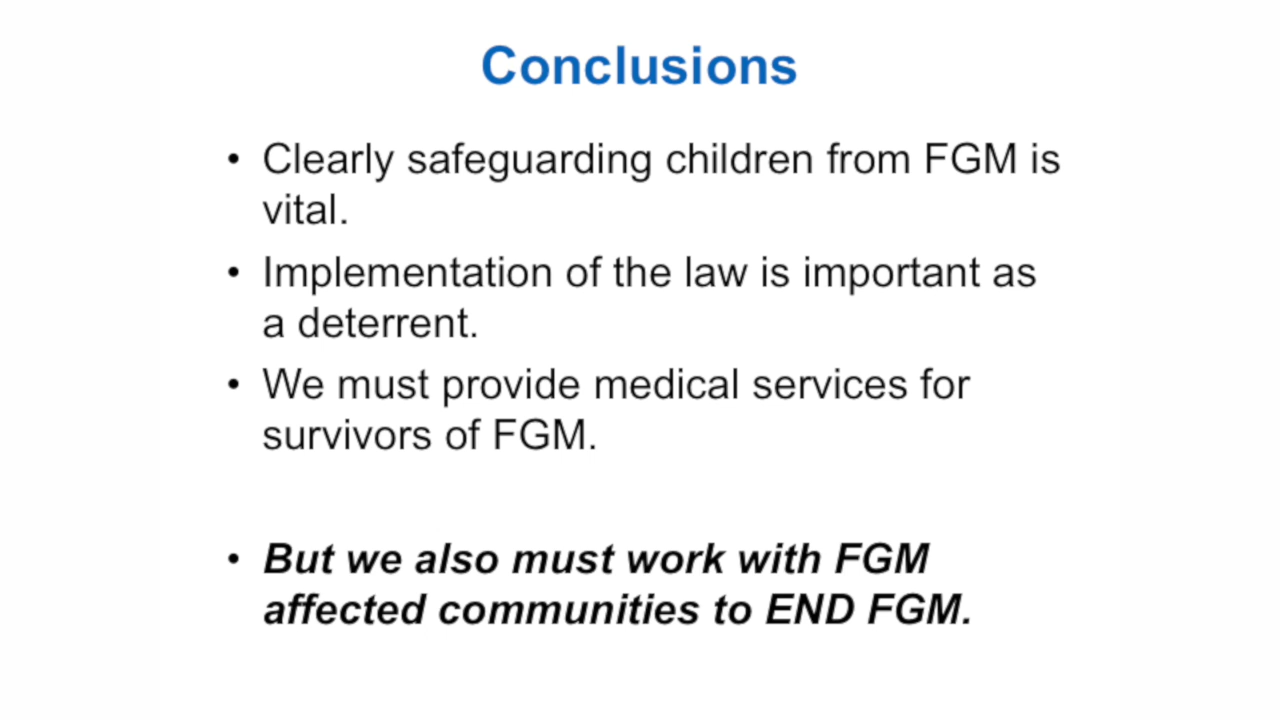 Conclusions
• Clearly safeguarding children from FGM is
vital.
• Implementation of the law is important as
a deterrent.
• We must provide medical services for
survivors of FGM.
• But we also must work with FGM
affected communities to END FGM.